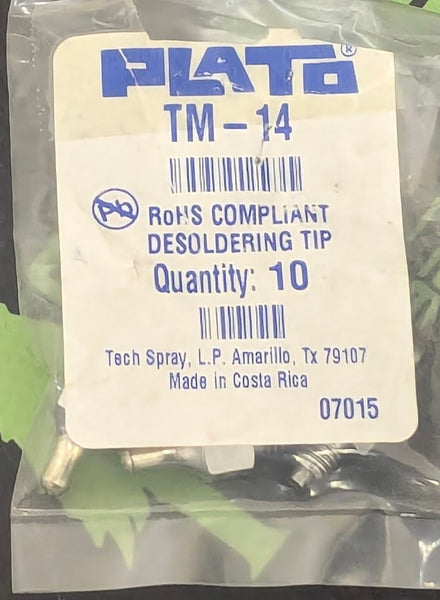 PLATO®
TM-14
Pb
RoHS COMPLIANT
DESOLDERING TIP
Quantity: 10
Tech Spray, L.P. Amarillo, Tx 79107
Made in Costa Rica
07015